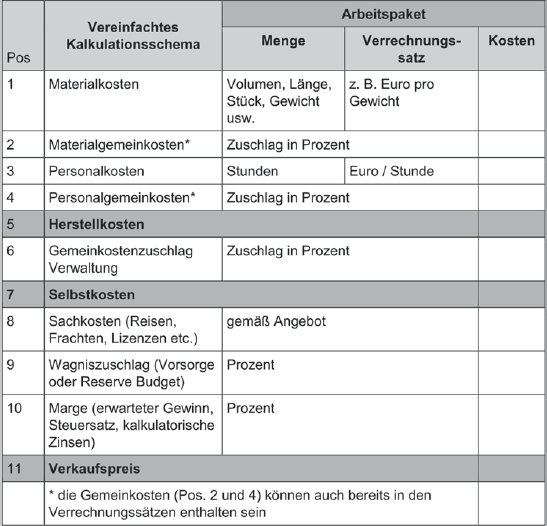 Pos
Vereinfachtes
Kalkulationsschema
Arbeitspaket
Menge
Verrechnungs-
satz
Kosten
1
Materialkosten
Volumen, Länge,
Stück, Gewicht
usw.
z. B. Euro pro
Gewicht
2
Materialgemeinkosten*
Zuschlag in Prozent
3
Personalkosten
Stunden
Euro / Stunde
4
Personalgemeinkosten*
Zuschlag in Prozent
5
Herstellkosten
6
Gemeinkostenzuschlag
Verwaltung
Zuschlag in Prozent
7
Selbstkosten
8
Sachkosten (Reisen,
Frachten, Lizenzen etc.)
gemäß Angebot
9
Wagniszuschlag (Vorsorge
oder Reserve Budget)
Prozent
10
Marge (erwarteter Gewinn,
Steuersatz, kalkulatorische
Zinsen)
Prozent
11
Verkaufspreis
* die Gemeinkosten (Pos. 2 und 4) können auch bereits in den
Verrechnungssätzen enthalten sein